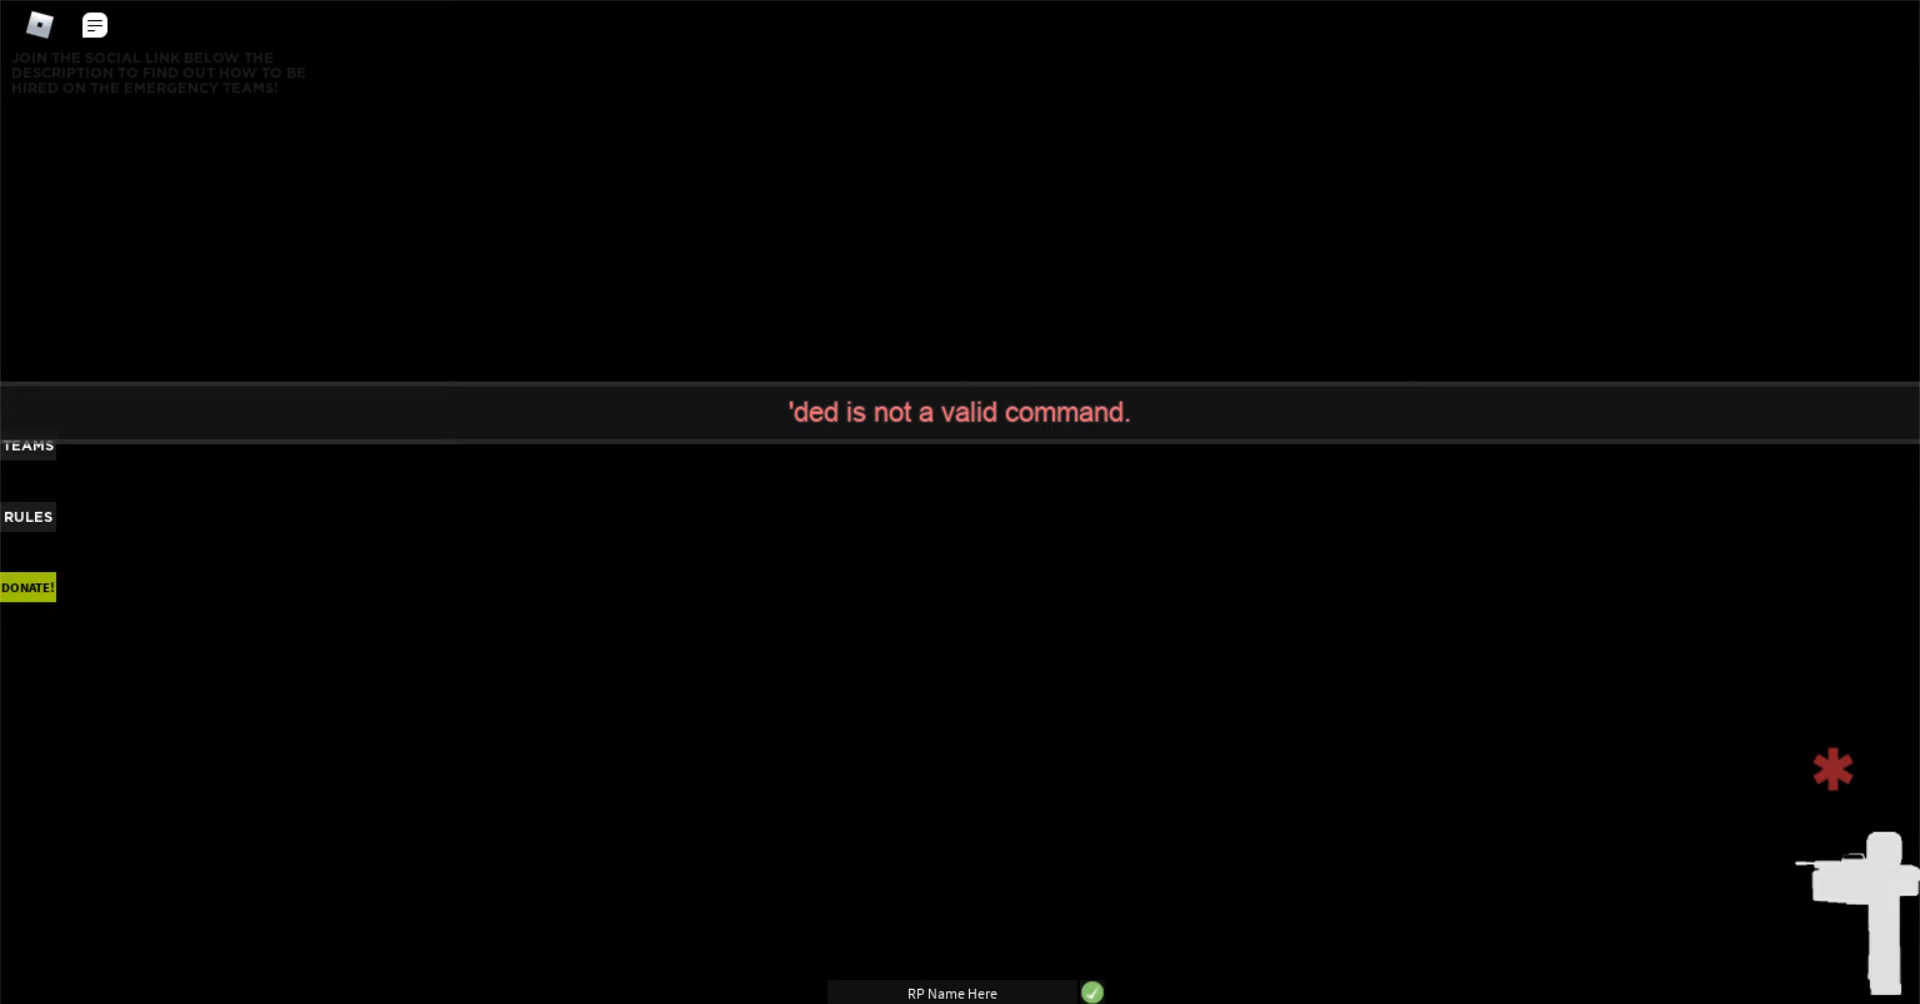 JOIN THE SOCIAL LINK BELOW THE
DESCRIPTION TO FIND OUT HOW TO BE
HIRED ON THE EMERGENCY TEAMS!
'ded is not a valid command.
TEAMS
RULES
DONATE!
RP Name Here